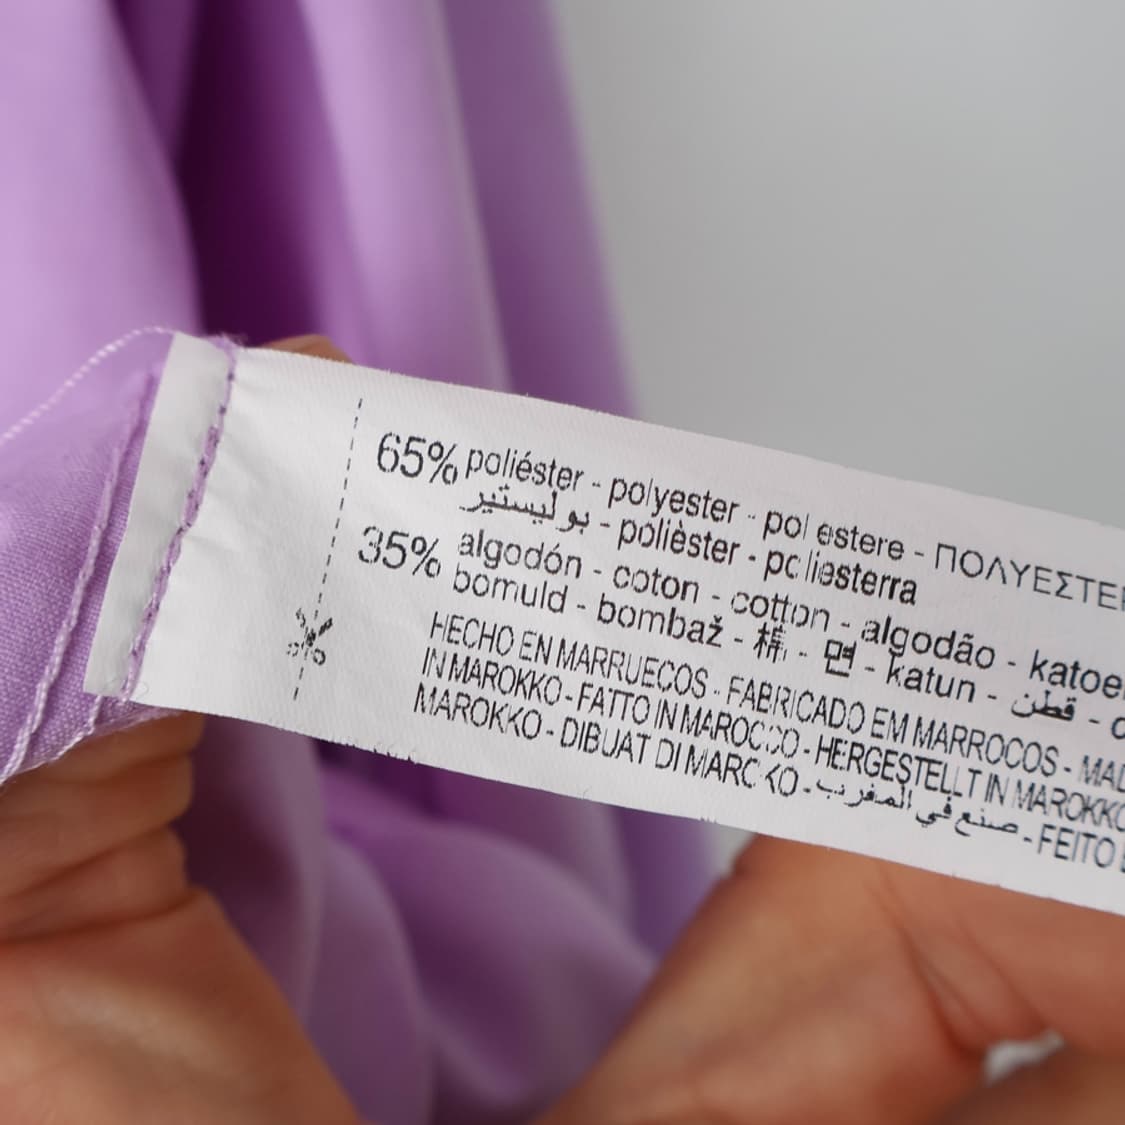 65% poliéster - polyester - poliestere - ΠΟΛΥΕΣΤΕΡ
بوليستير - polièster - poliesterra
35% algodón - coton - cotton - algodão - katoen
bomuld - bombaž - 棉 - 면 - katun - قطن -
HECHO EN MARRUECOS - FABRICADO EM MARROCOS - MAD
IN MAROKKO - FATTO IN MAROCCO - HERGESTELLT IN MAROKKO
MAROKKO - DIBUAT DI MAROKO - صنع في المغرب - FEITO